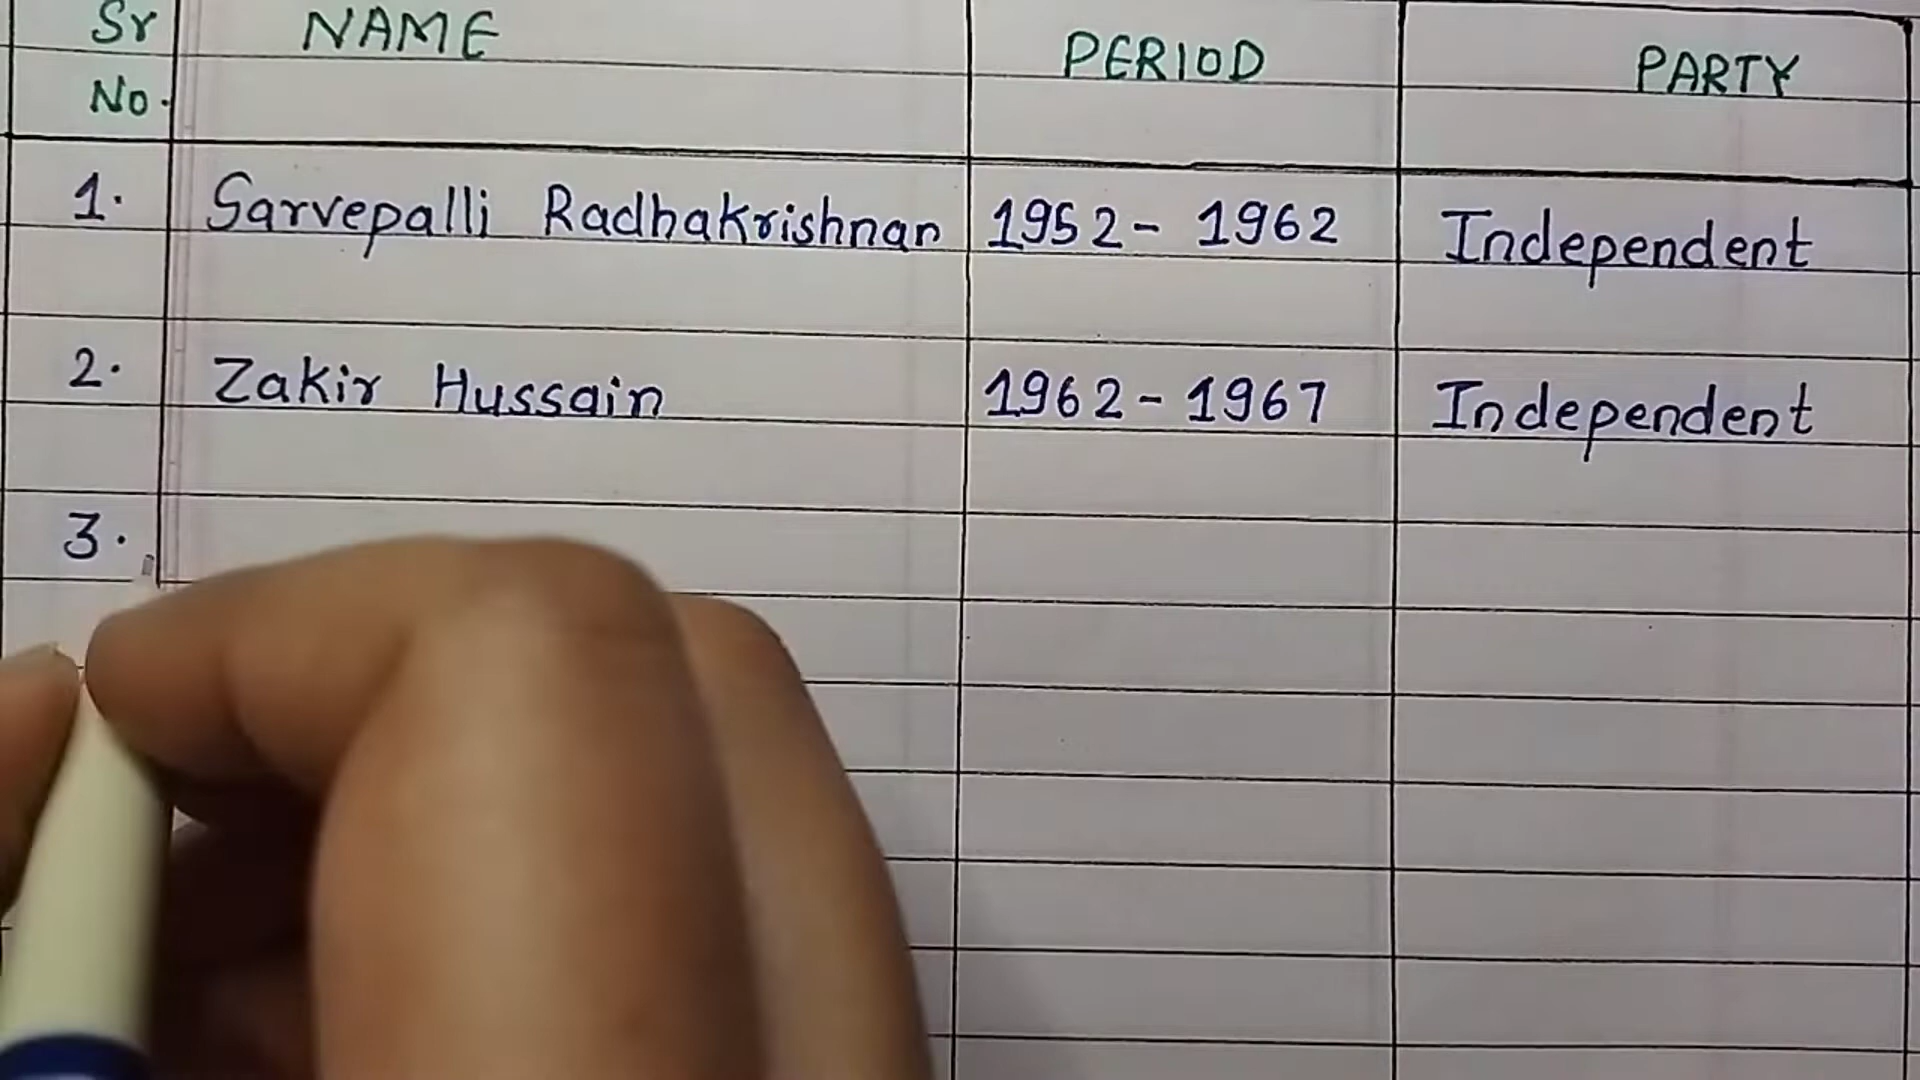 Sr No. NAME PERIOD PARTY
1. Sarvepalli Radhakrishnan 1952 - 1962 Independent
2. Zakir Hussain 1962 - 1967 Independent
3.